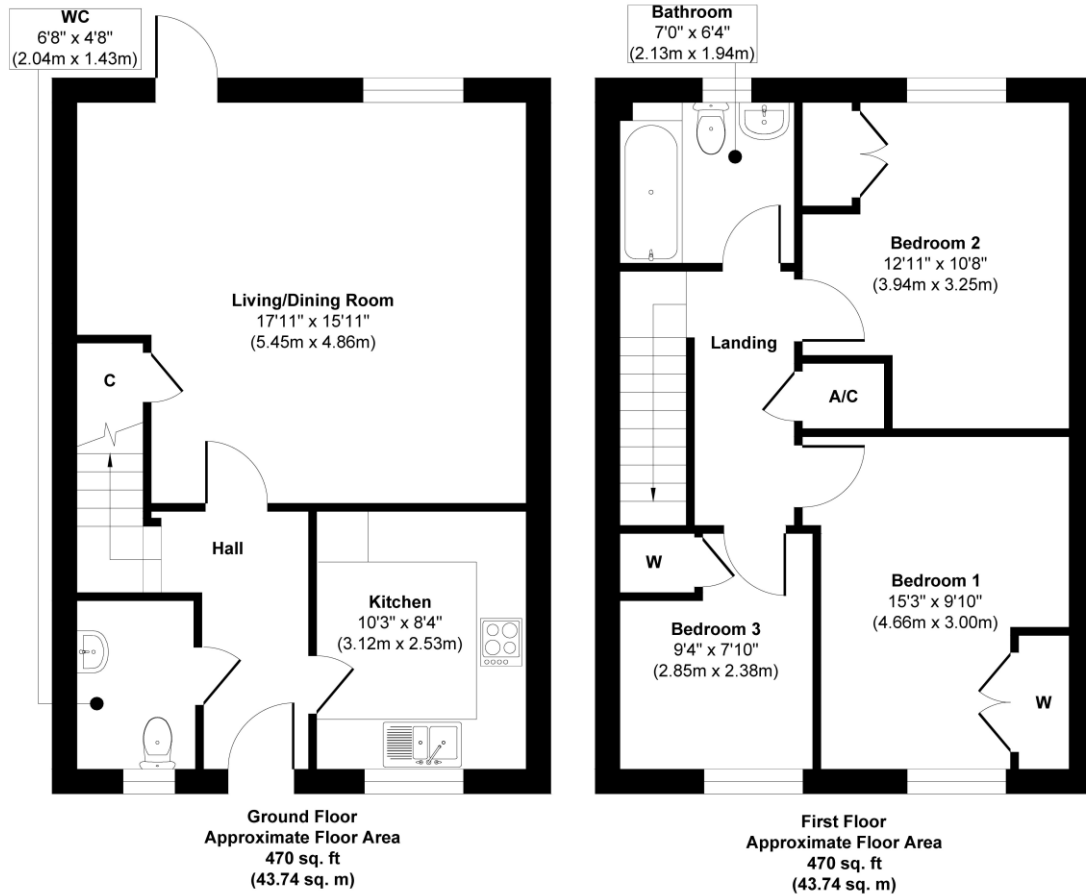 WC
6'8" x 4'8"
(2.04m x 1.43m)
Living/Dining Room
17'11" x 15'11"
(5.45m x 4.86m)
C
Hall
Kitchen
10'3" x 8'4"
(3.12m x 2.53m)
Ground Floor
Approximate Floor Area
470 sq. ft
(43.74 sq. m)
Bathroom
7'0" x 6'4"
(2.13m x 1.94m)
Bedroom 2
12'11" x 10'8"
(3.94m x 3.25m)
Landing
A/C
W
Bedroom 1
15'3" x 9'10"
(4.66m x 3.00m)
Bedroom 3
9'4" x 7'10"
(2.85m x 2.38m)
W
First Floor
Approximate Floor Area
470 sq. ft
(43.74 sq. m)